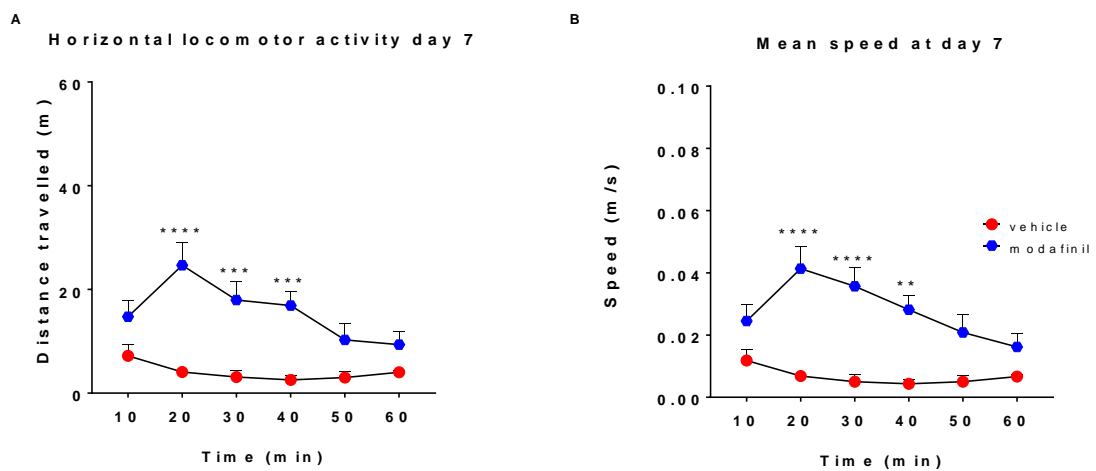 A
Horizontal locomotor activity day 7
Distance travelled (m)
60
40
20
0
****
***
***
10 20 30 40 50 60
Time (min)
B
Mean speed at day 7
Speed (m/s)
0.10
0.08
0.06
0.04
0.02
0.00
****
****
**
10 20 30 40 50 60
Time (min)
vehicle
modafinil